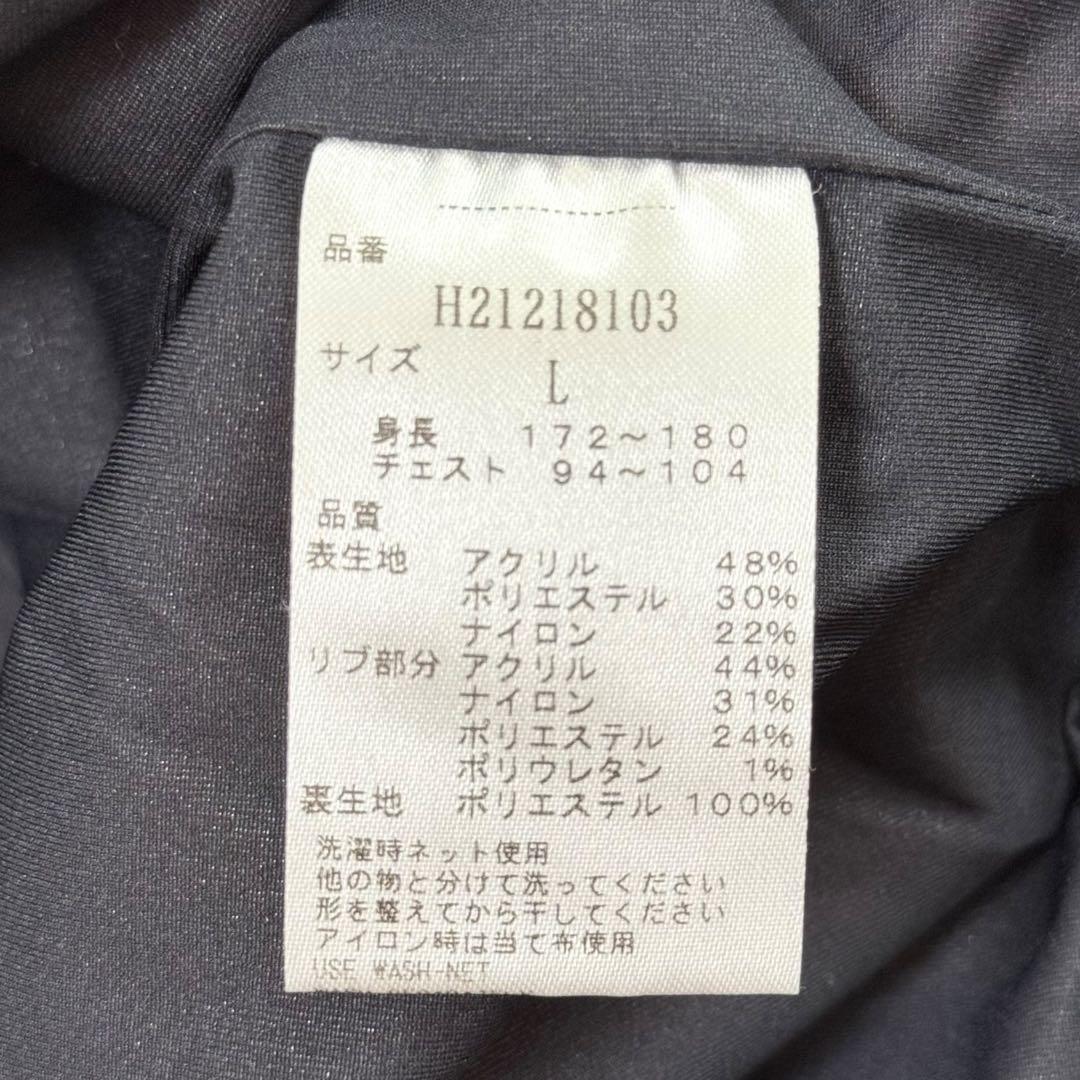 品番
H21218103
サイズ
L
身長 172〜180
チェスト 94〜104
品質
表生地 アクリル 48%
ポリエステル 30%
ナイロン 22%
リブ部分 アクリル 44%
ナイロン 31%
ポリエステル 24%
ポリウレタン 1%
裏生地 ポリエステル 100%
洗濯時ネット使用
他の物と分けて洗ってください
形を整えてから干してください
アイロン時は当て布使用
USE WASH-NET